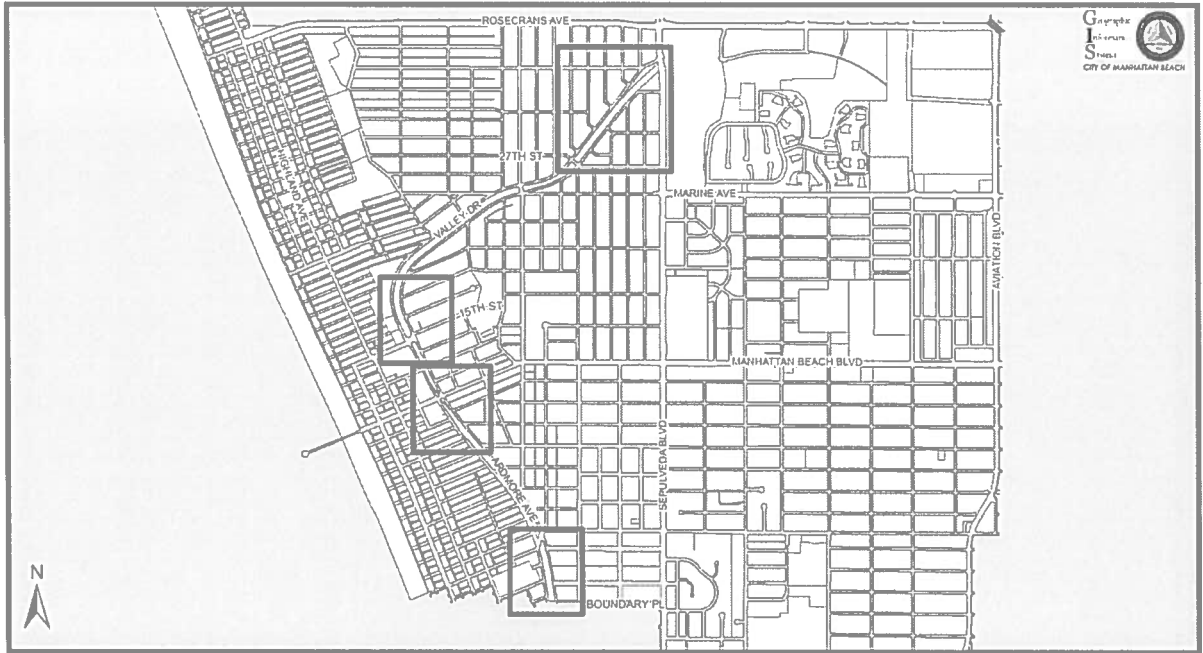 ROSECRANS AVE
G
I
S
CITY OF MANHATTAN BEACH
27TH ST
HIGHLAND AVE
MARINE AVE
VALLEY DR
AVIATION BLVD
15TH ST
MANHATTAN BEACH BLVD
SEPULVEDA BLVD
ARDMORE AVE
N
BOUNDARY PL